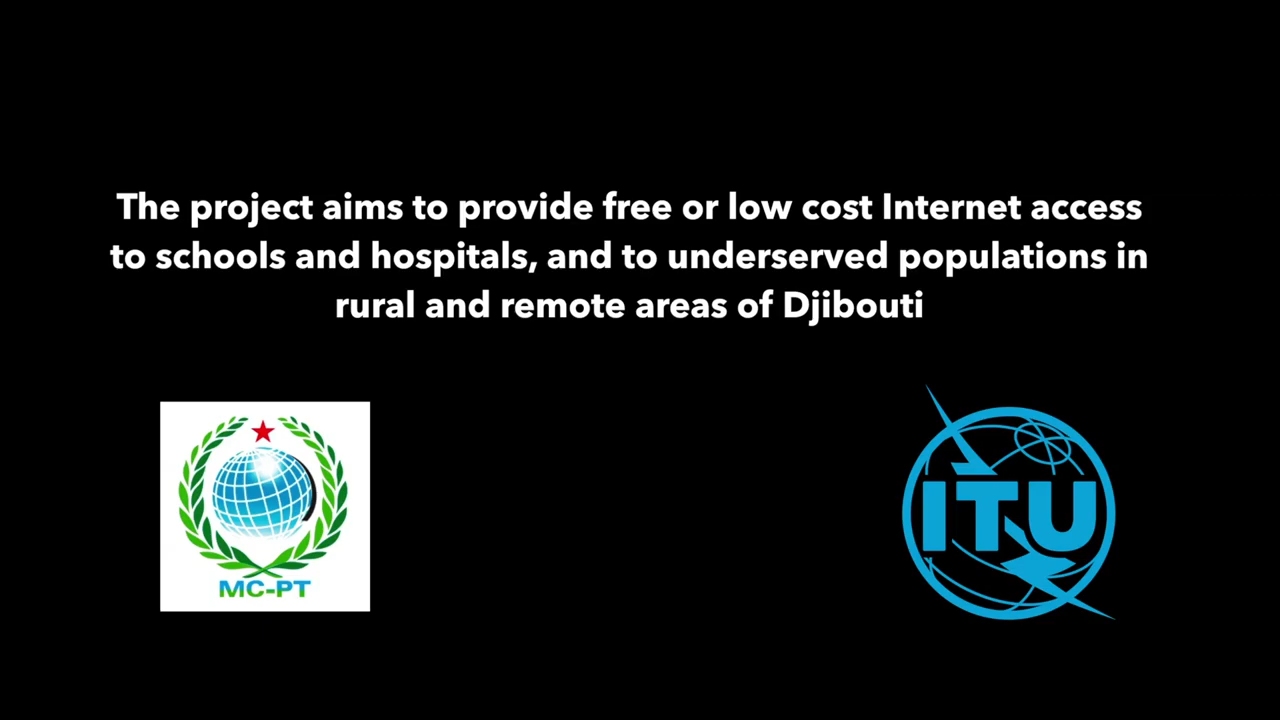 The project aims to provide free or low cost Internet access
to schools and hospitals, and to underserved populations in
rural and remote areas of Djibouti
MC-PT
ITU